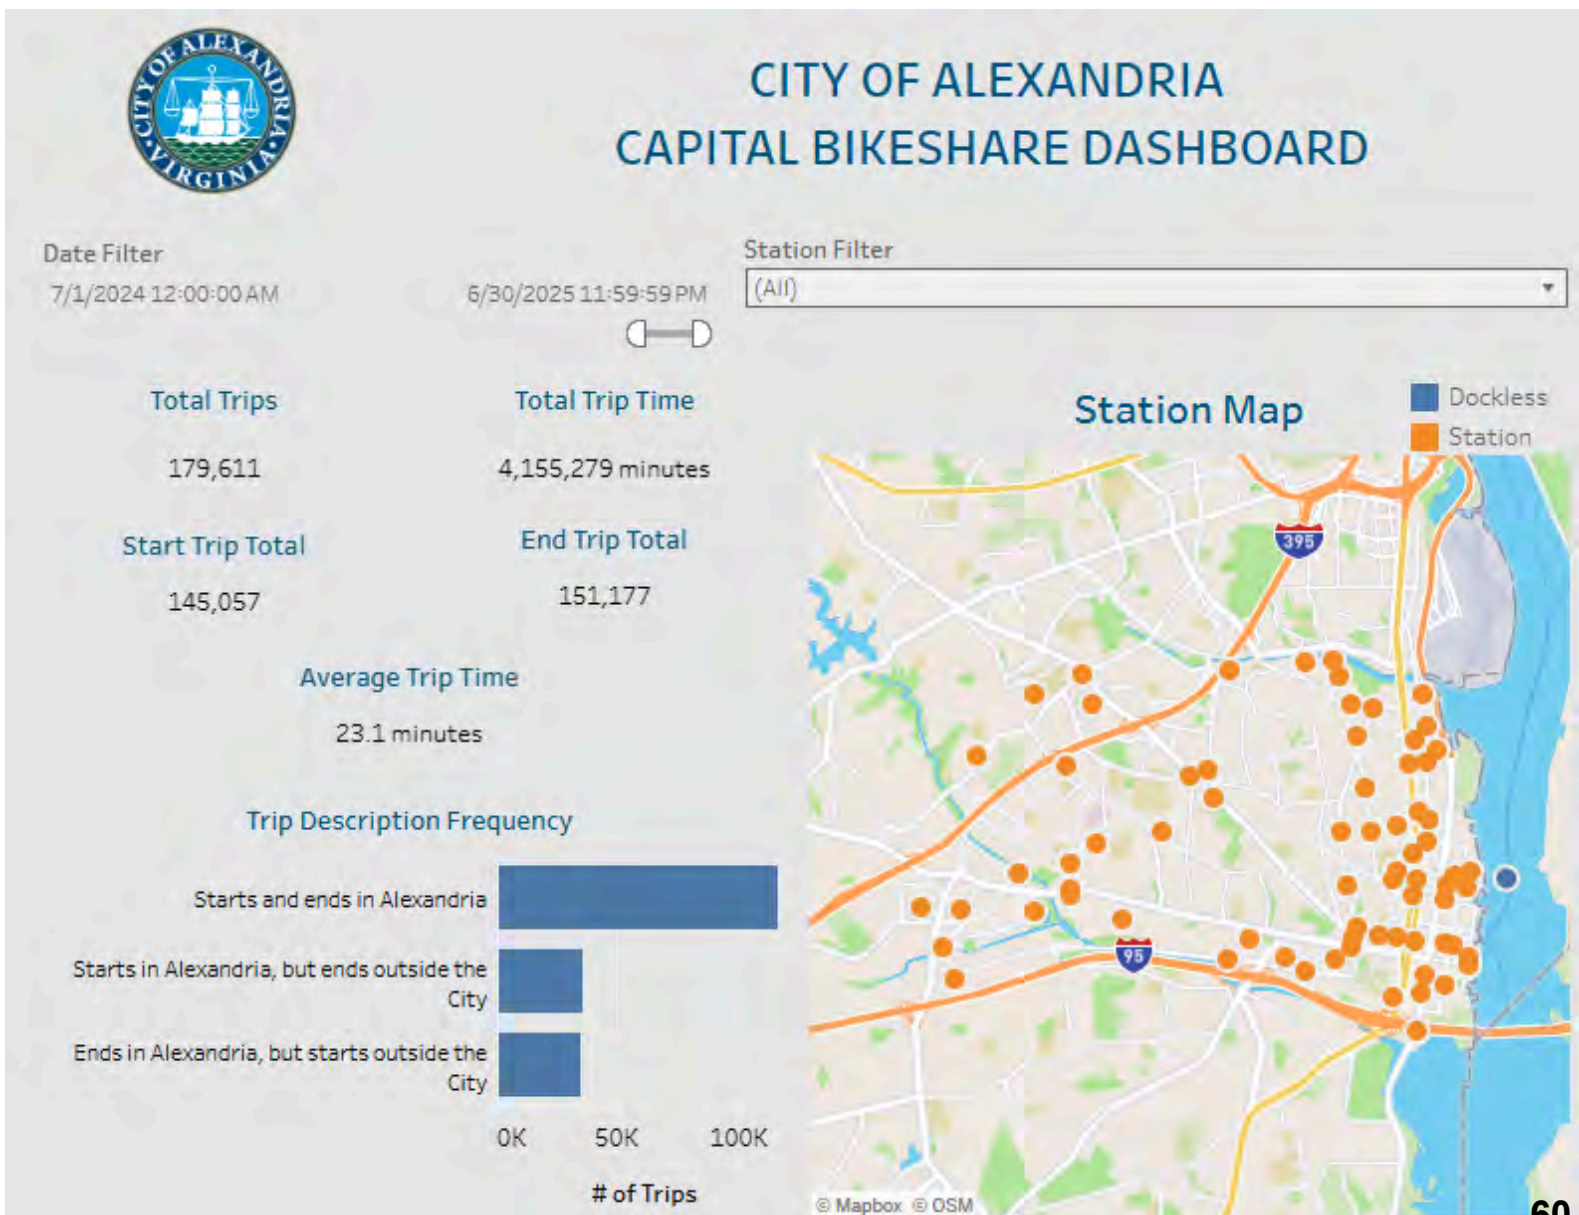 CITY OF ALEXANDRIA
VIRGINIA
CITY OF ALEXANDRIA
CAPITAL BIKESHARE DASHBOARD
Date Filter
7/1/2024 12:00:00 AM
6/30/2025 11:59:59 PM
Station Filter
(All)
Total Trips
179,611
Total Trip Time
4,155,279 minutes
Start Trip Total
145,057
End Trip Total
151,177
Average Trip Time
23.1 minutes
Trip Description Frequency
Starts and ends in Alexandria
Starts in Alexandria, but ends outside the
City
Ends in Alexandria, but starts outside the
City
0K 50K 100K
# of Trips
Station Map
Dockless
Station
395
95
© Mapbox © OSM
60